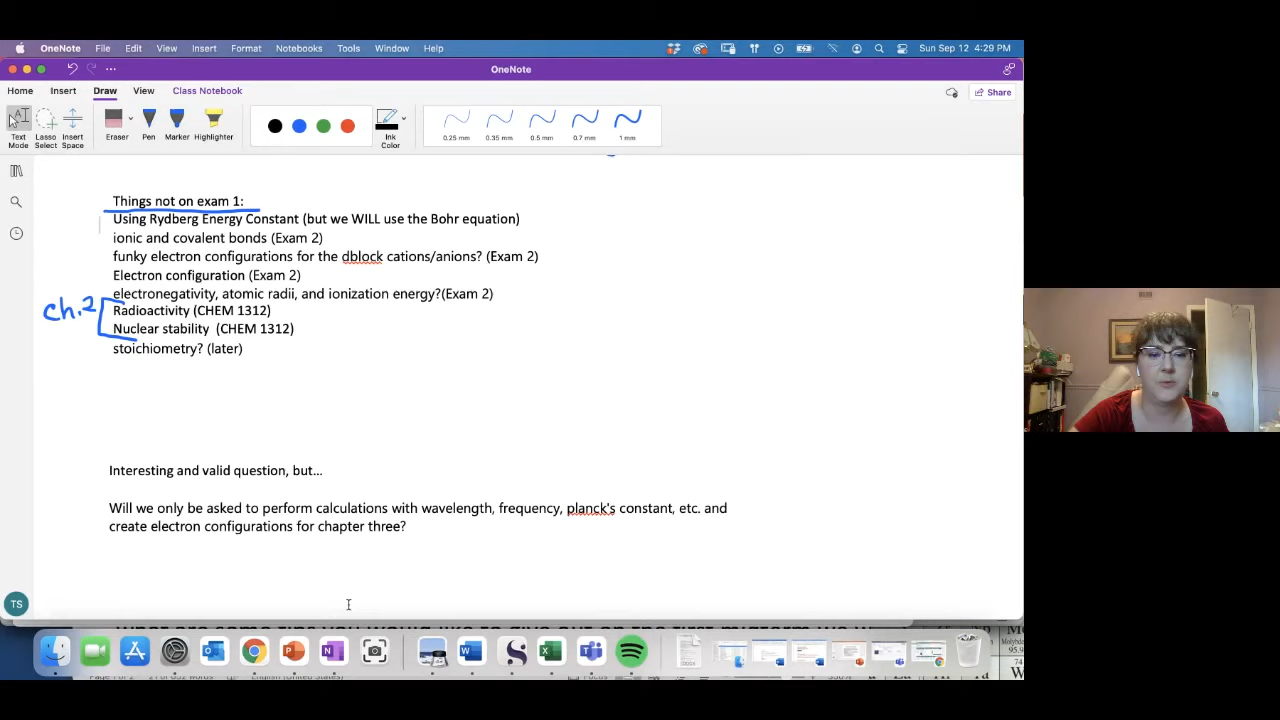 OneNote File Edit View Insert Format Notebooks Tools Window Help Sun Sep 12 4:29 PM
OneNote
Home Insert Draw View Class Notebook Share
Text Mode
Lasso Select
Insert Space
Eraser Pen Marker Highlighter
0.25 mm 0.35 mm 0.5 mm 0.7 mm 1 mm
Ink Color
Things not on exam 1:
Using Rydberg Energy Constant (but we WILL use the Bohr equation)
ionic and covalent bonds (Exam 2)
funky electron configurations for the dblock cations/anions? (Exam 2)
Electron configuration (Exam 2)
electronegativity, atomic radii, and ionization energy?(Exam 2)
ch.2
Radioactivity (CHEM 1312)
Nuclear stability (CHEM 1312)
stoichiometry? (later)
Interesting and valid question, but...
Will we only be asked to perform calculations with wavelength, frequency, planck's constant, etc. and
create electron configurations for chapter three?
TS